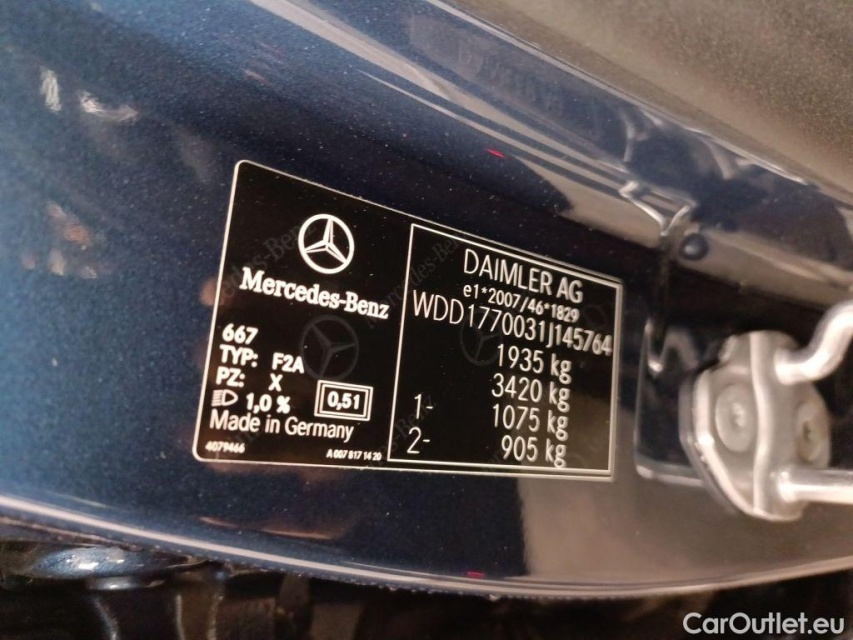 Mercedes-Benz
667
TYP: F2A
PZ: X
1,0 %
0,51
Made in Germany
4079466
A 007 817 14 20
DAIMLER AG
e1*2007/46*1829
WDD1770031J145764
1935 kg
3420 kg
1- 1075 kg
2- 905 kg
CarOutlet.eu